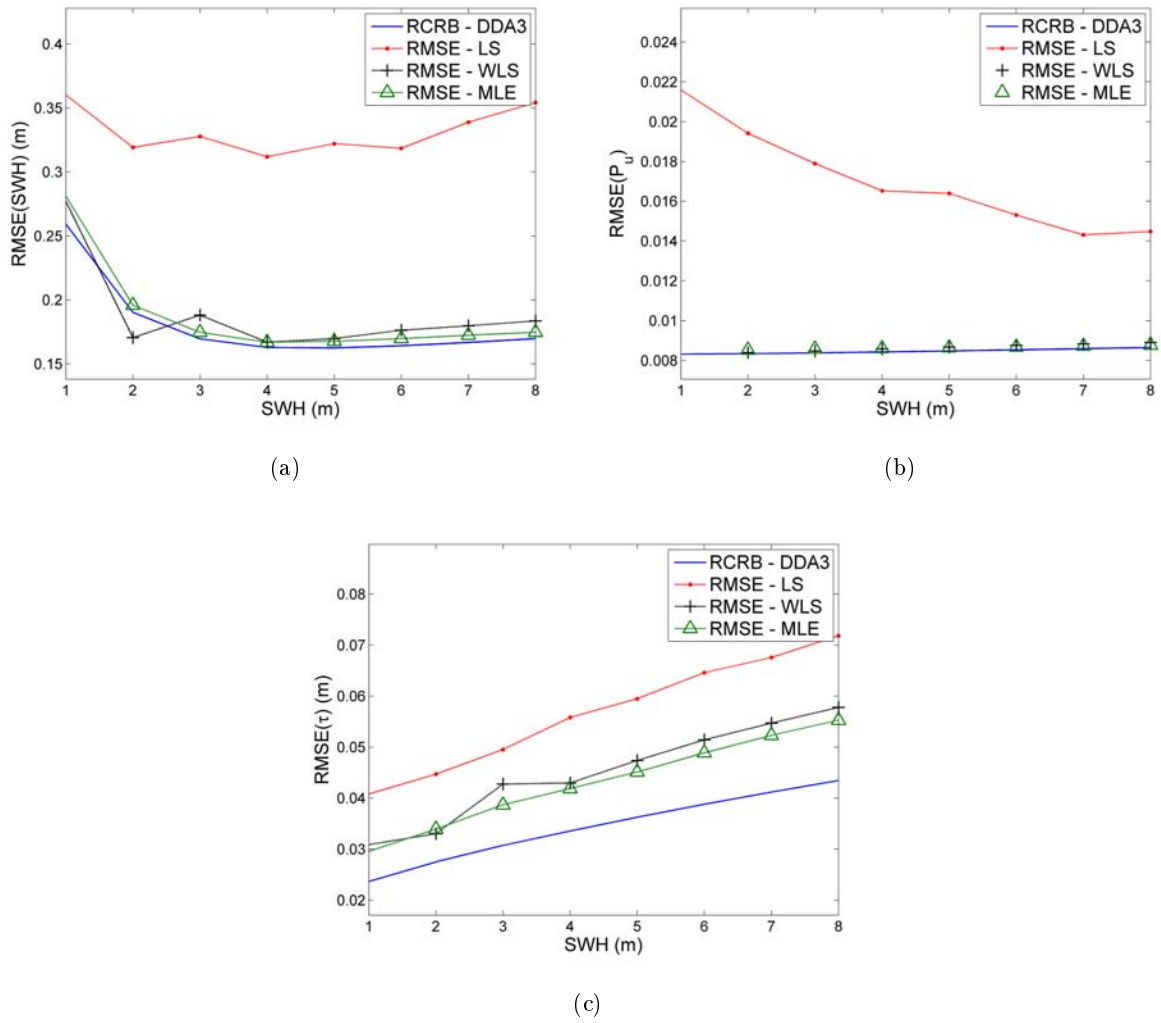 RCRB - DDA3
RMSE - LS
RMSE - WLS
RMSE - MLE
RMSE(SWH) (m)
0.4
0.35
0.3
0.25
0.2
0.15
1 2 3 4 5 6 7 8
SWH (m)
(a)
RCRB - DDA3
RMSE - LS
RMSE - WLS
RMSE - MLE
RMSE(P_u)
0.024
0.022
0.02
0.018
0.016
0.014
0.012
0.01
0.008
1 2 3 4 5 6 7 8
SWH (m)
(b)
RCRB - DDA3
RMSE - LS
RMSE - WLS
RMSE - MLE
RMSE(τ) (m)
0.08
0.07
0.06
0.05
0.04
0.03
0.02
1 2 3 4 5 6 7 8
SWH (m)
(c)